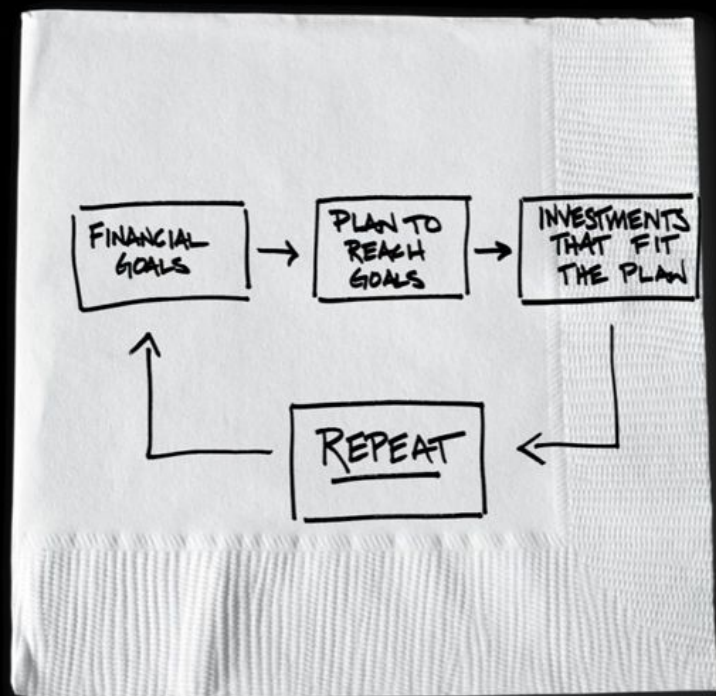 FINANCIAL
GOALS
PLAN TO
REACH
GOALS
INVESTMENTS
THAT FIT
THE PLAN
REPEAT